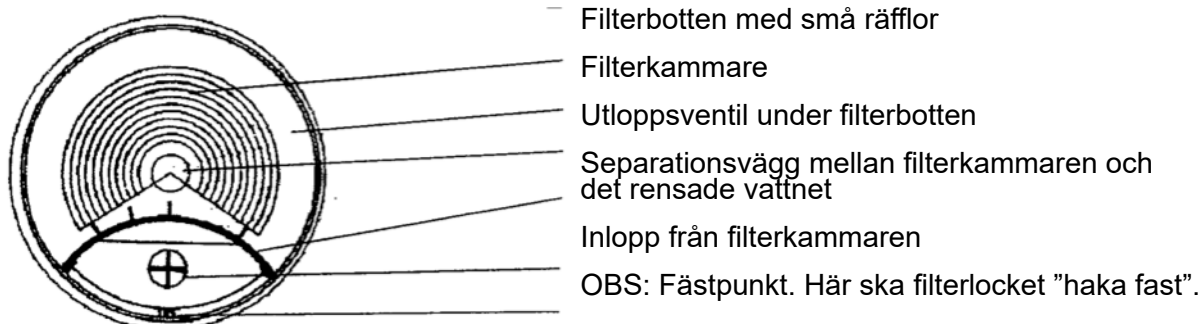 Filterbotten med små räfflor
Filterkammare
Utloppsventil under filterbotten
Separationsvägg mellan filterkammaren och
det rensade vattnet
Inlopp från filterkammaren
OBS: Fästpunkt. Här ska filterlocket ”haka fast”.